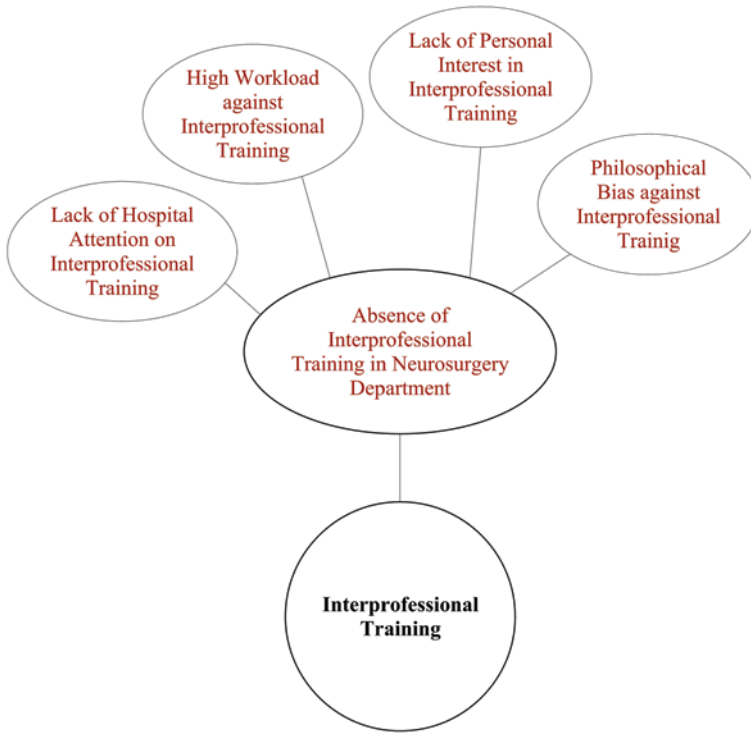 Lack of Personal
Interest in
Interprofessional
Training
High Workload
against
Interprofessional
Training
Philosophical
Bias against
Interprofessional
Trainig
Lack of Hospital
Attention on
Interprofessional
Training
Absence of
Interprofessional
Training in Neurosurgery
Department
Interprofessional
Training